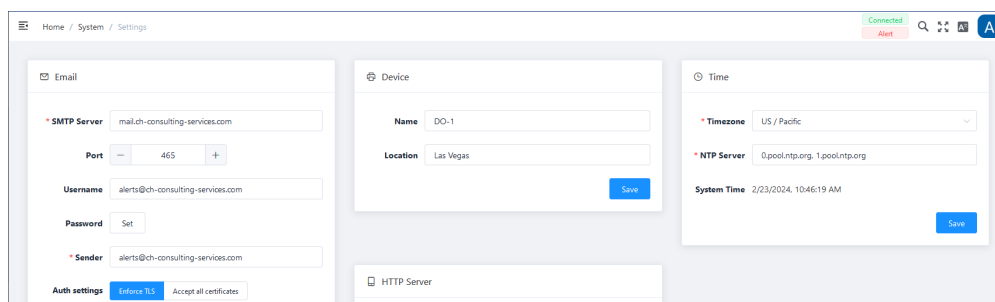 Home / System / Settings
Connected
Alert
A
Email
* SMTP Server mail.ch-consulting-services.com
Port − 465 +
Username alerts@ch-consulting-services.com
Password Set
* Sender alerts@ch-consulting-services.com
Auth settings Enforce TLS Accept all certificates
Device
Name DO-1
Location Las Vegas
Save
HTTP Server
Time
* Timezone US / Pacific
* NTP Server 0.pool.ntp.org, 1.pool.ntp.org
System Time 2/23/2024, 10:46:19 AM
Save